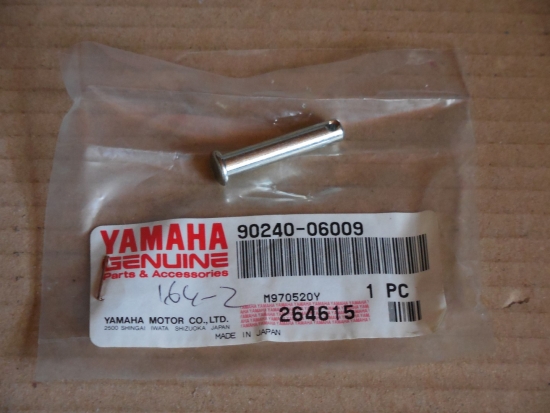 YAMAHA
GENUINE
Parts & Accessories
90240-06009
164-2
M970520Y
1 PC
264615
YAMAHA MOTOR CO., LTD.
2500 SHINGAI IWATA SHIZUOKA JAPAN
MADE IN JAPAN